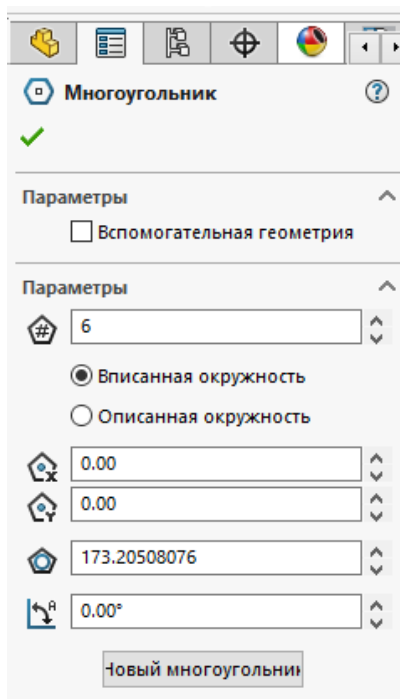 Многоугольник
Параметры
Вспомогательная геометрия
Параметры
6
Вписанная окружность
Описанная окружность
0.00
0.00
173.20508076
0.00°
Новый многоугольник